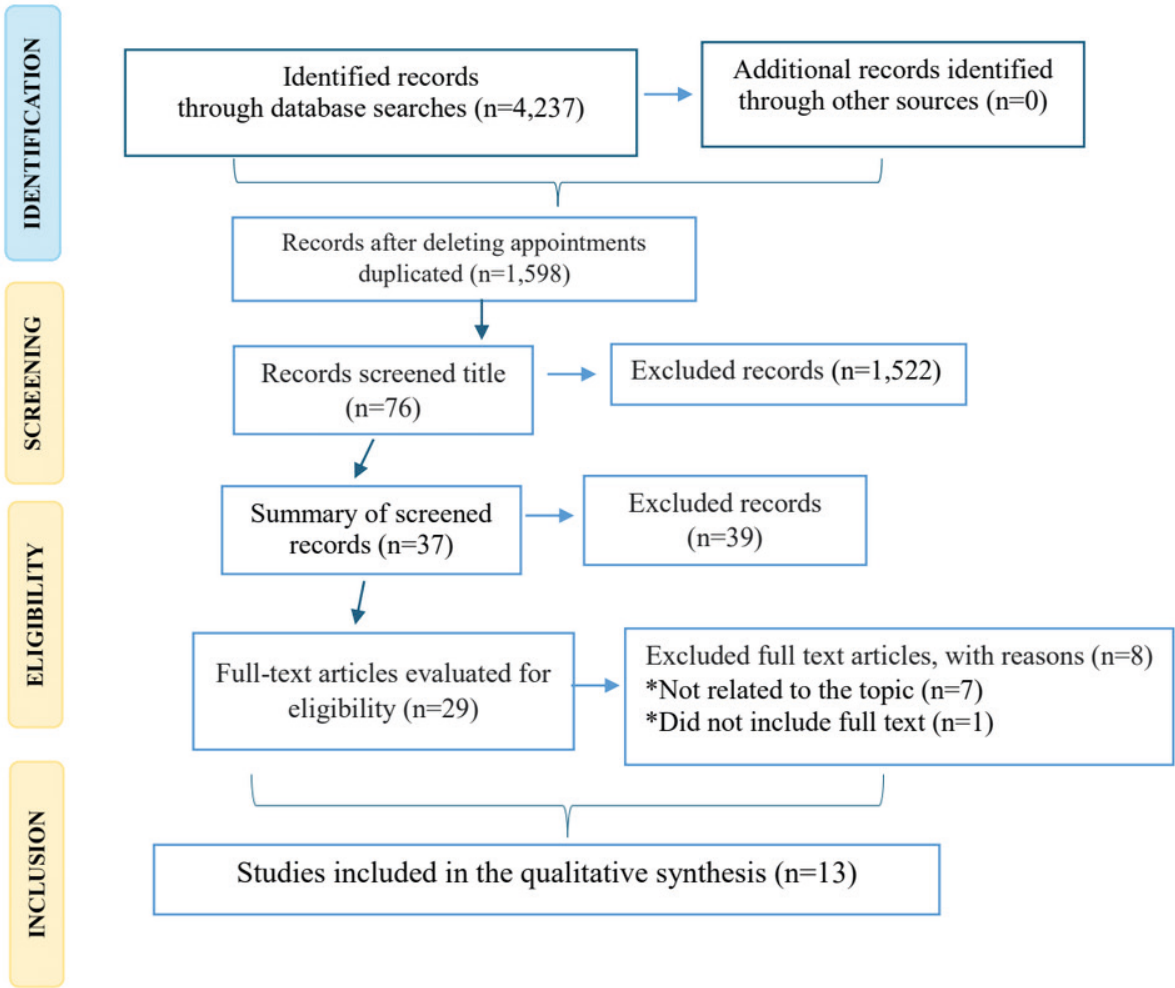 IDENTIFICATION
Identified records
through database searches (n=4,237)
Additional records identified
through other sources (n=0)
Records after deleting appointments
duplicated (n=1,598)
SCREENING
Records screened title
(n=76)
Excluded records (n=1,522)
ELIGIBILITY
Summary of screened
records (n=37)
Excluded records
(n=39)
Full-text articles evaluated for
eligibility (n=29)
Excluded full text articles, with reasons (n=8)
*Not related to the topic (n=7)
*Did not include full text (n=1)
INCLUSION
Studies included in the qualitative synthesis (n=13)